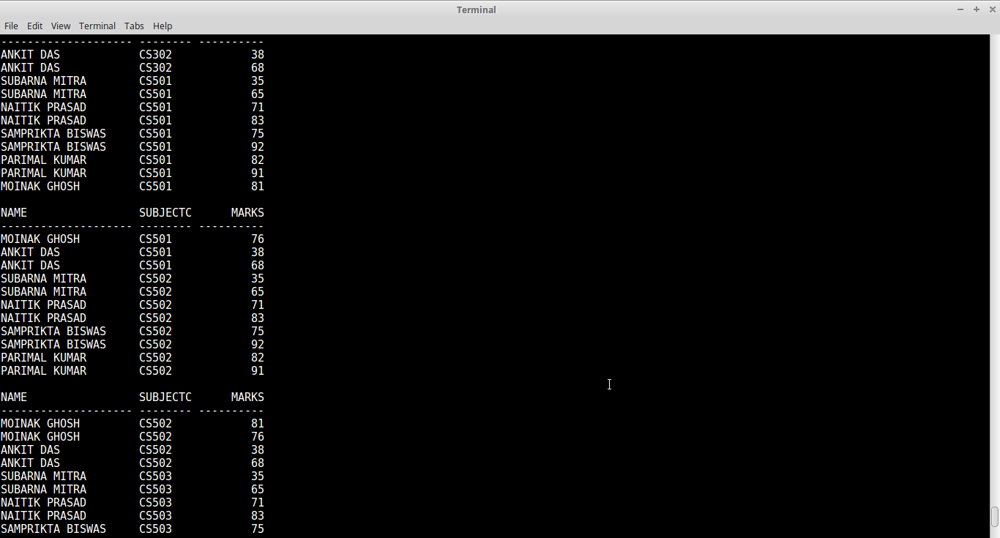 Terminal
File Edit View Terminal Tabs Help
-------------------- -------- ----------
ANKIT DAS            CS302            38
ANKIT DAS            CS302            68
SUBARNA MITRA        CS501            35
SUBARNA MITRA        CS501            65
NAITIK PRASAD        CS501            71
NAITIK PRASAD        CS501            83
SAMPRIKTA BISWAS     CS501            75
SAMPRIKTA BISWAS     CS501            92
PARIMAL KUMAR        CS501            82
PARIMAL KUMAR        CS501            91
MOINAK GHOSH         CS501            81

NAME                 SUBJECTC      MARKS
-------------------- -------- ----------
MOINAK GHOSH         CS501            76
ANKIT DAS            CS501            38
ANKIT DAS            CS501            68
SUBARNA MITRA        CS502            35
SUBARNA MITRA        CS502            65
NAITIK PRASAD        CS502            71
NAITIK PRASAD        CS502            83
SAMPRIKTA BISWAS     CS502            75
SAMPRIKTA BISWAS     CS502            92
PARIMAL KUMAR        CS502            82
PARIMAL KUMAR        CS502            91

NAME                 SUBJECTC      MARKS
-------------------- -------- ----------
MOINAK GHOSH         CS502            81
MOINAK GHOSH         CS502            76
ANKIT DAS            CS502            38
ANKIT DAS            CS502            68
SUBARNA MITRA        CS503            35
SUBARNA MITRA        CS503            65
NAITIK PRASAD        CS503            71
NAITIK PRASAD        CS503            83
SAMPRIKTA BISWAS     CS503            75